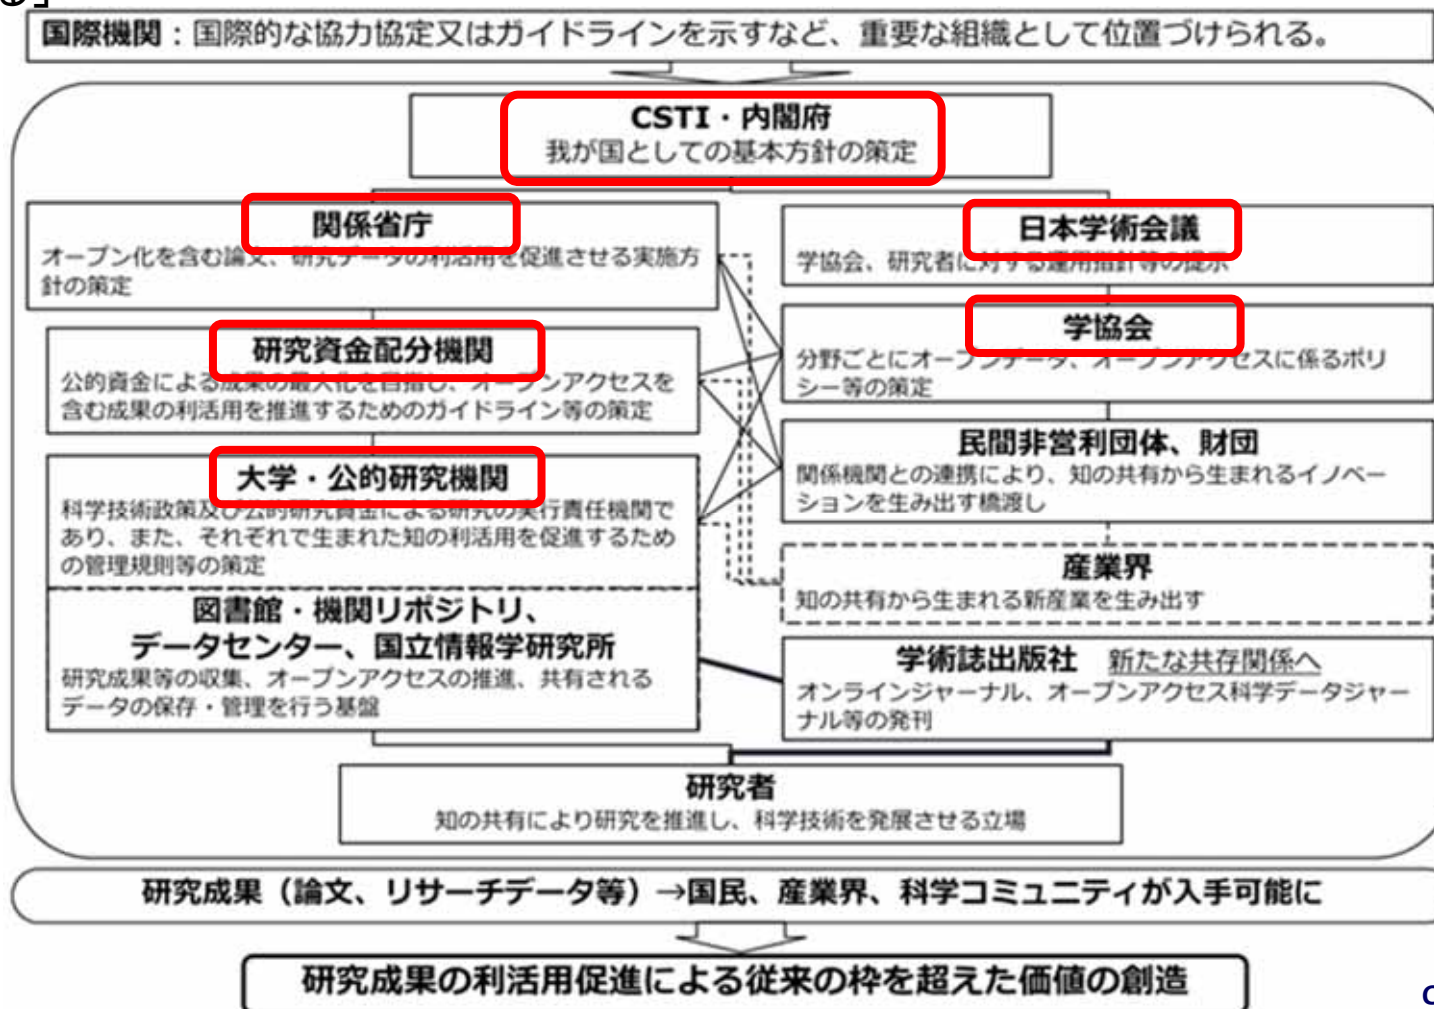 国際機関：国際的な協力協定又はガイドラインを示すなど、重要な組織として位置づけられる。
CSTI・内閣府
我が国としての基本方針の策定
関係省庁
オープン化を含む論文、研究データの利活用を促進させる実施方
針の策定
研究資金配分機関
公的資金による成果の最大化を目指し、オープンアクセスを
含む成果の利活用を推進するためのガイドライン等の策定
大学・公的研究機関
科学技術政策及び公的研究資金による研究の実行責任機関で
あり、また、それぞれで生まれた知の利活用を促進するため
の管理規則等の策定
図書館・機関リポジトリ、
データセンター、国立情報学研究所
研究成果等の収集、オープンアクセスの推進、共有される
データの保存・管理を行う基盤
日本学術会議
学協会、研究者に対する運用指針等の提示
学協会
分野ごとにオープンデータ、オープンアクセスに係るポリ
シー等の策定
民間非営利団体、財団
関係機関との連携により、知の共有から生まれるイノベー
ションを生み出す橋渡し
産業界
知の共有から生まれる新産業を生み出す
学術誌出版社 新たな共存関係へ
オンラインジャーナル、オープンアクセス科学データジャー
ナル等の発刊
研究者
知の共有により研究を推進し、科学技術を発展させる立場
研究成果（論文、リサーチデータ等）→国民、産業界、科学コミュニティが入手可能に
研究成果の利活用促進による従来の枠を超えた価値の創造